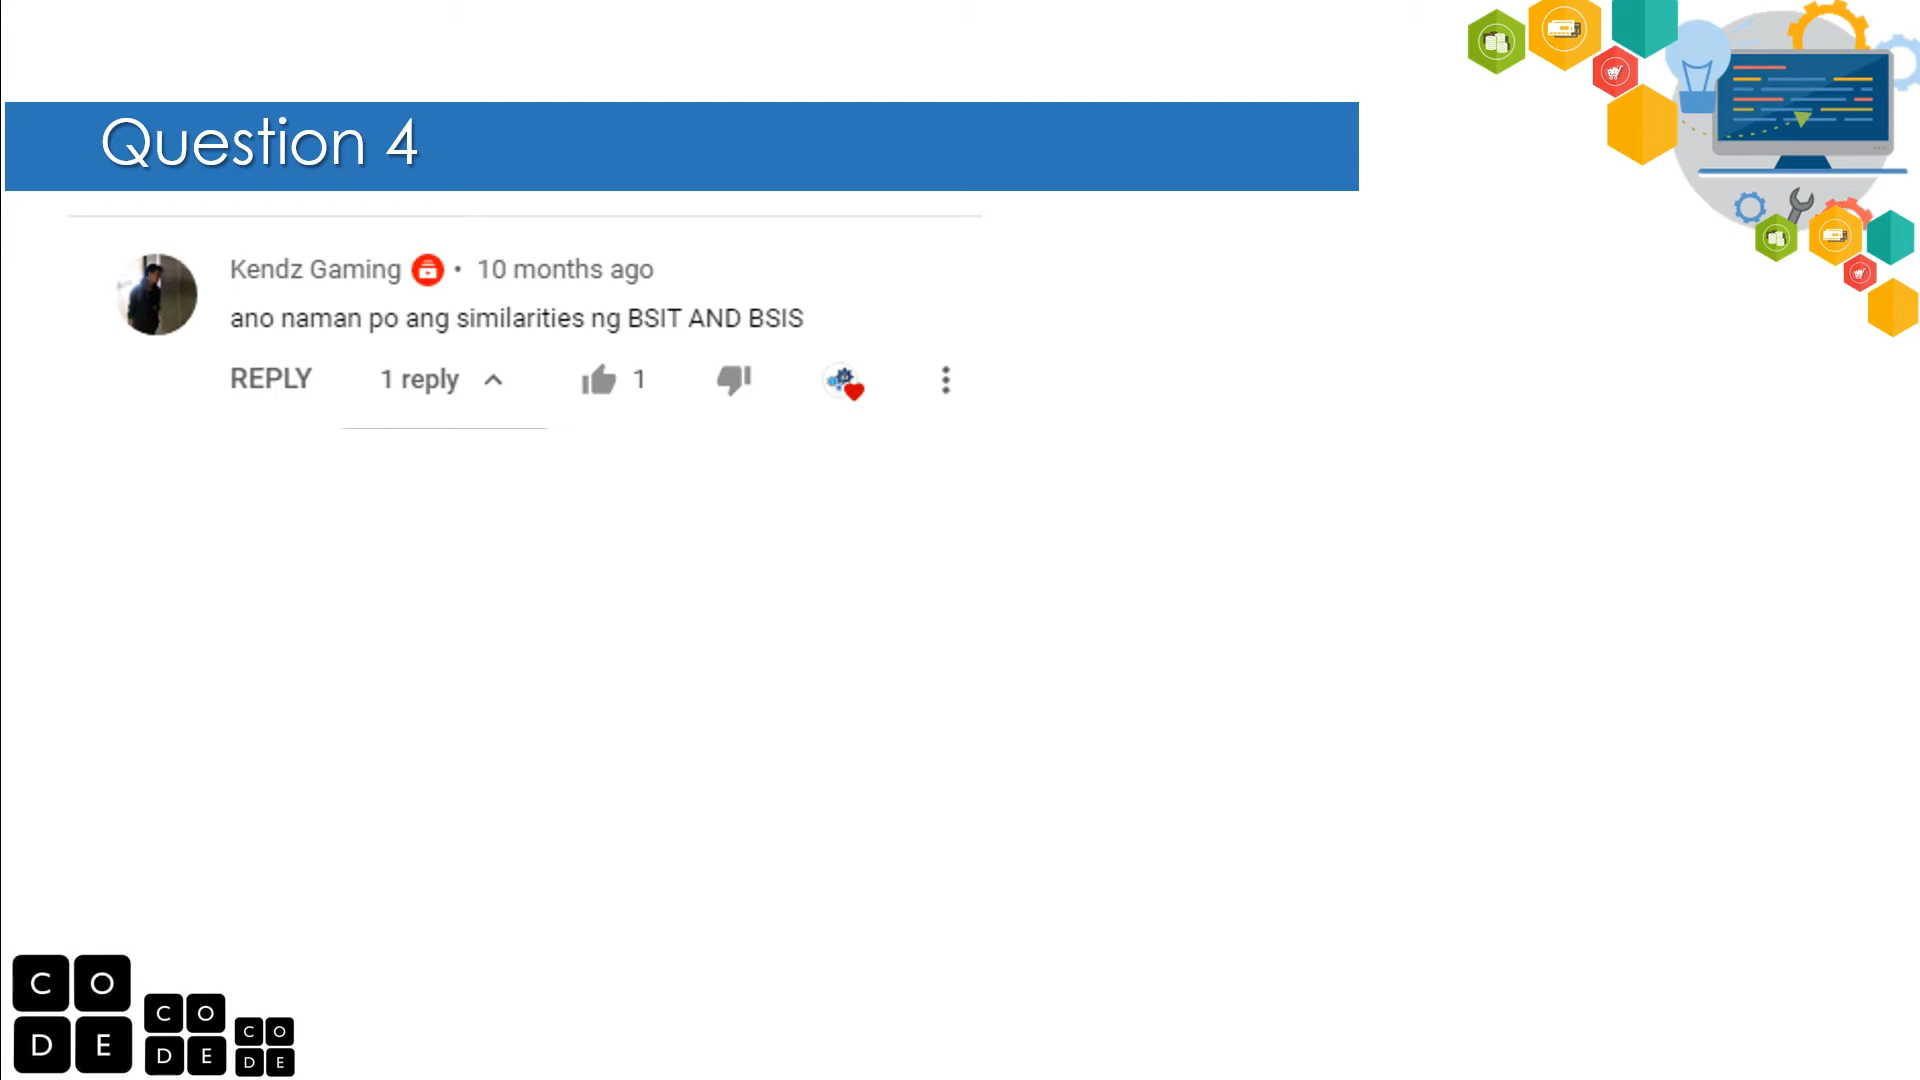 Question 4
Kendz Gaming • 10 months ago
ano naman po ang similarities ng BSIT AND BSIS
REPLY 1 reply 1
C O
D E
C O
D E
C O
D E